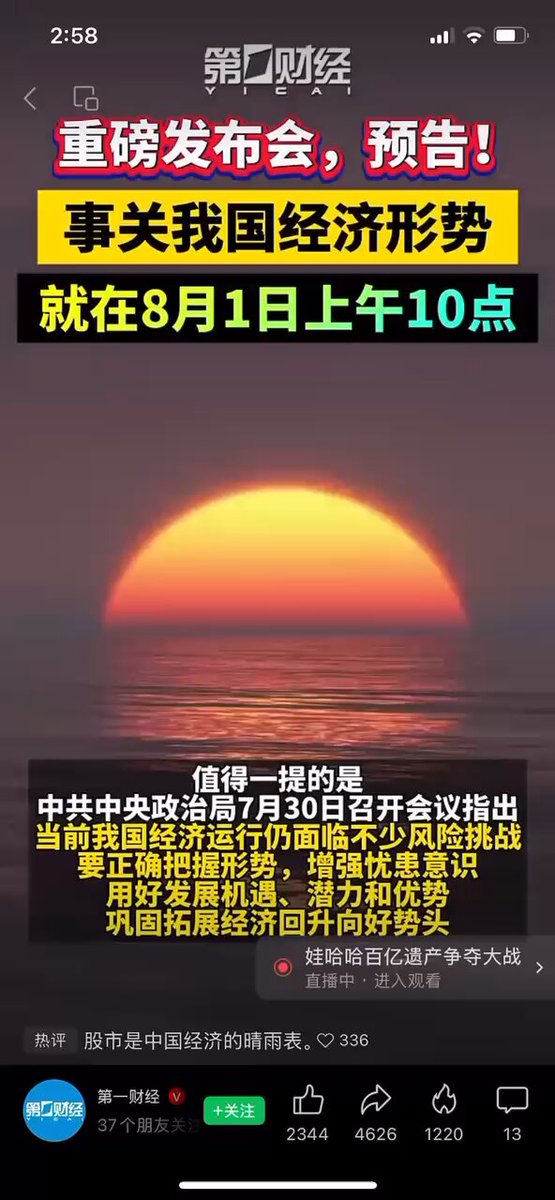 2:58
第一财经
YICAI
重磅发布会，预告！
事关我国经济形势
就在8月1日上午10点
值得一提的是
中共中央政治局7月30日召开会议指出
当前我国经济运行仍面临不少风险挑战
要正确把握形势，增强忧患意识
用好发展机遇、潜力和优势
巩固拓展经济回升向好势头
娃哈哈百亿遗产争夺大战
直播中 · 进入观看
热评 股市是中国经济的晴雨表。 336
第一财经
YICAI
第一财经
37个朋友关注
+关注
2344
4626
1220
13